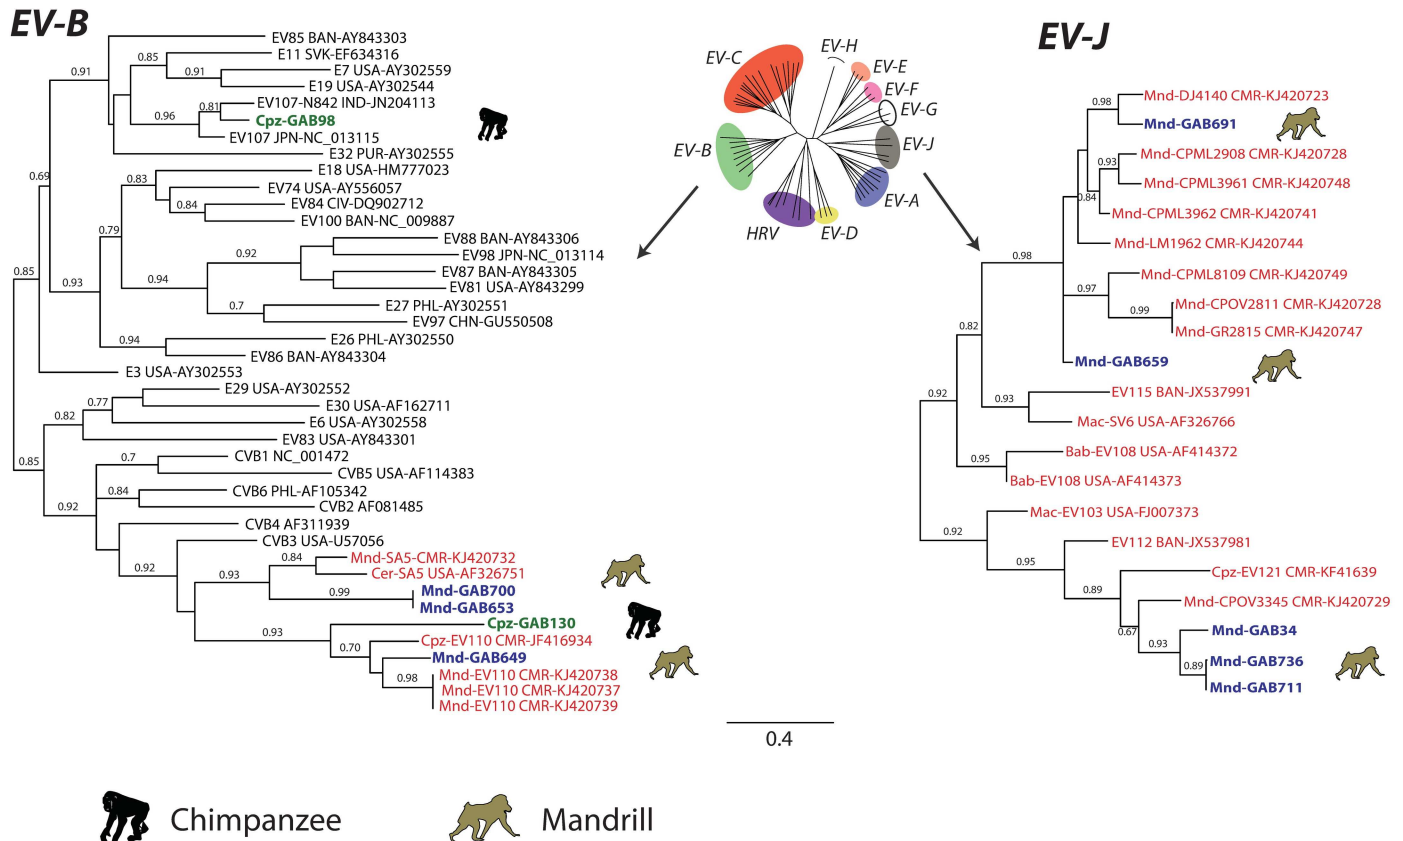 EV-B
EV85 BAN-AY843303
E11 SVK-EF634316
E7 USA-AY302559
E19 USA-AY302544
EV107-N842 IND-JN204113
Cpz-GAB98
EV107 JPN-NC_013115
E32 PUR-AY302555
E18 USA-HM777023
EV74 USA-AY556057
EV84 CIV-DQ902712
EV100 BAN-NC_009887
EV88 BAN-AY843306
EV98 JPN-NC_013114
EV87 BAN-AY843305
EV81 USA-AY843299
E27 PHL-AY302551
EV97 CHN-GU550508
E26 PHL-AY302550
EV86 BAN-AY843304
E3 USA-AY302553
E29 USA-AY302552
E30 USA-AF162711
E6 USA-AY302558
EV83 USA-AY843301
CVB1 NC_001472
CVB5 USA-AF114383
CVB6 PHL-AF105342
CVB2 AF081485
CVB4 AF311939
CVB3 USA-U57056
Mnd-SA5-CMR-KJ420732
Cer-SA5 USA-AF326751
Mnd-GAB700
Mnd-GAB653
Cpz-GAB130
Cpz-EV110 CMR-JF416934
Mnd-GAB649
Mnd-EV110 CMR-KJ420738
Mnd-EV110 CMR-KJ420737
Mnd-EV110 CMR-KJ420739
0.85
0.91
0.91
0.81
0.96
0.69
0.83
0.84
0.79
0.92
0.85
0.93
0.94
0.7
0.94
0.77
0.82
0.85
0.7
0.84
0.92
0.84
0.92
0.93
0.99
0.93
0.70
0.98
EV-C
EV-H
EV-E
EV-F
EV-G
EV-J
EV-B
EV-A
HRV
EV-D
EV-J
Mnd-DJ4140 CMR-KJ420723
Mnd-GAB691
Mnd-CPML2908 CMR-KJ420728
Mnd-CPML3961 CMR-KJ420748
Mnd-CPML3962 CMR-KJ420741
Mnd-LM1962 CMR-KJ420744
Mnd-CPML8109 CMR-KJ420749
Mnd-CPOV2811 CMR-KJ420728
Mnd-GR2815 CMR-KJ420747
Mnd-GAB659
EV115 BAN-JX537991
Mac-SV6 USA-AF326766
Bab-EV108 USA-AF414372
Bab-EV108 USA-AF414373
Mac-EV103 USA-FJ007373
EV112 BAN-JX537981
Cpz-EV121 CMR-KF41639
Mnd-CPOV3345 CMR-KJ420729
Mnd-GAB34
Mnd-GAB736
Mnd-GAB711
0.98
0.93
0.84
0.98
0.97
0.99
0.82
0.92
0.93
0.95
0.92
0.95
0.89
0.67
0.93
0.89
0.4
Chimpanzee
Mandrill